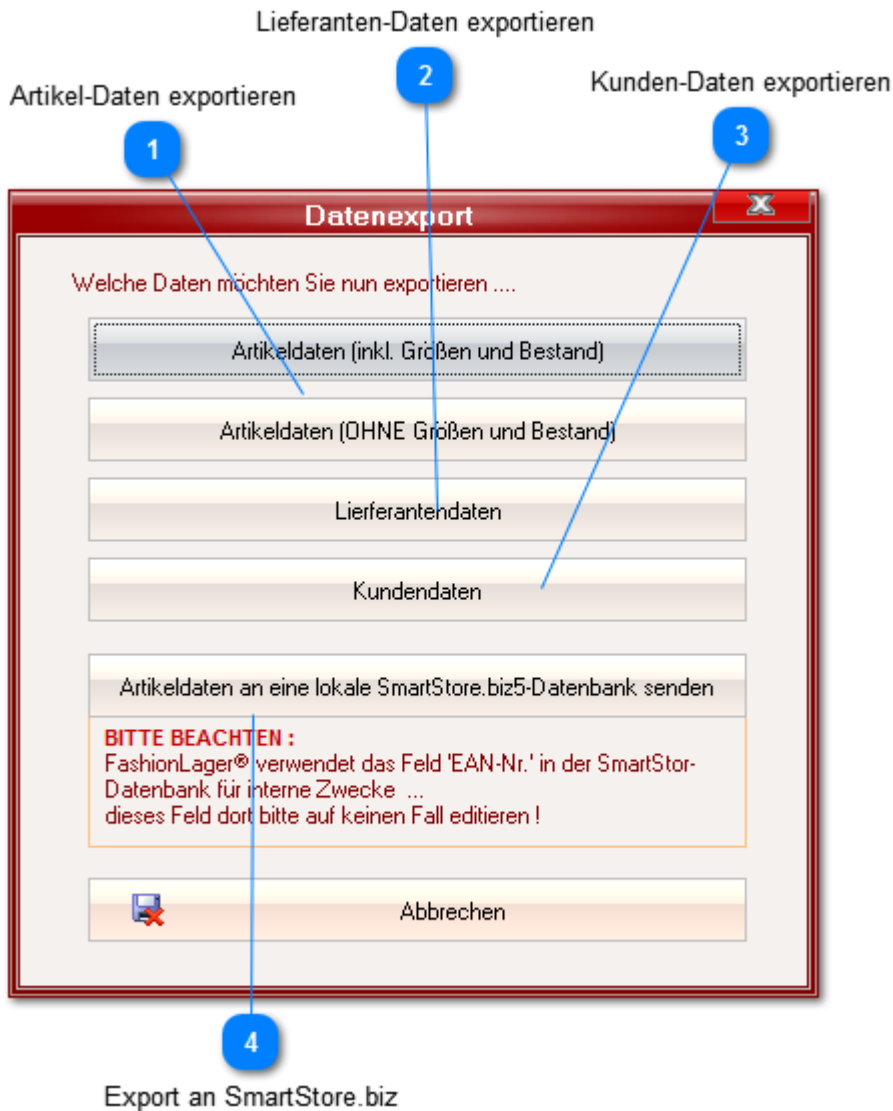 Lieferanten-Daten exportieren
2
Artikel-Daten exportieren
1
Kunden-Daten exportieren
3
Datenexport
Welche Daten möchten Sie nun exportieren ....
Artikeldaten (inkl. Größen und Bestand)
Artikeldaten (OHNE Größen und Bestand)
Lierferantendaten
Kundendaten
Artikeldaten an eine lokale SmartStore.biz5-Datenbank senden
BITTE BEACHTEN :
FashionLager® verwendet das Feld 'EAN-Nr.' in der SmartStor-
Datenbank für interne Zwecke ...
dieses Feld dort bitte auf keinen Fall editieren !
Abbrechen
4
Export an SmartStore.biz